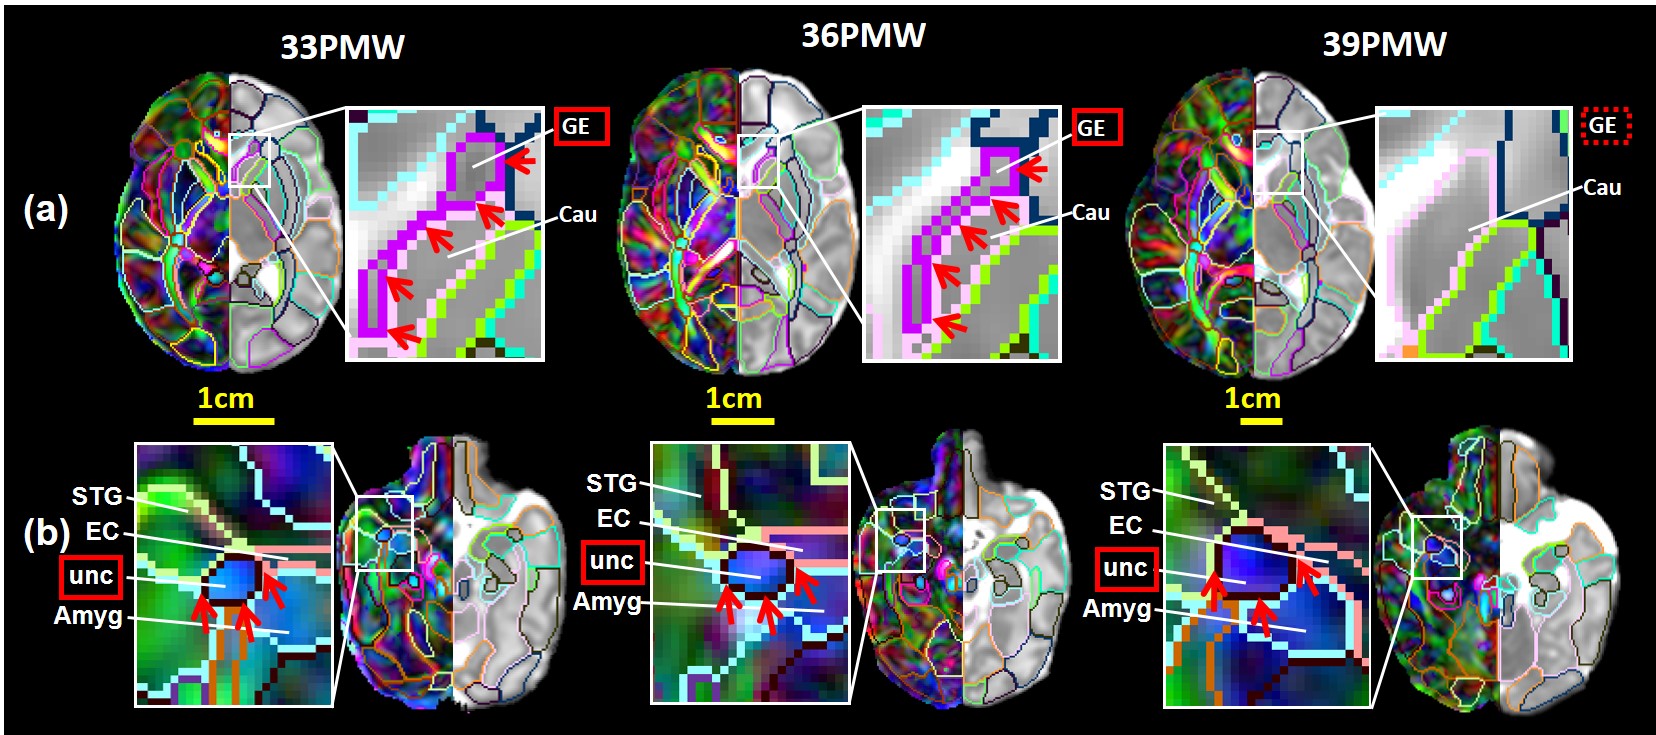 33PMW
36PMW
39PMW
(a)
GE
Cau
GE
Cau
GE
Cau
1cm
1cm
1cm
(b)
STG
EC
unc
Amyg
STG
EC
unc
Amyg
STG
EC
unc
Amyg